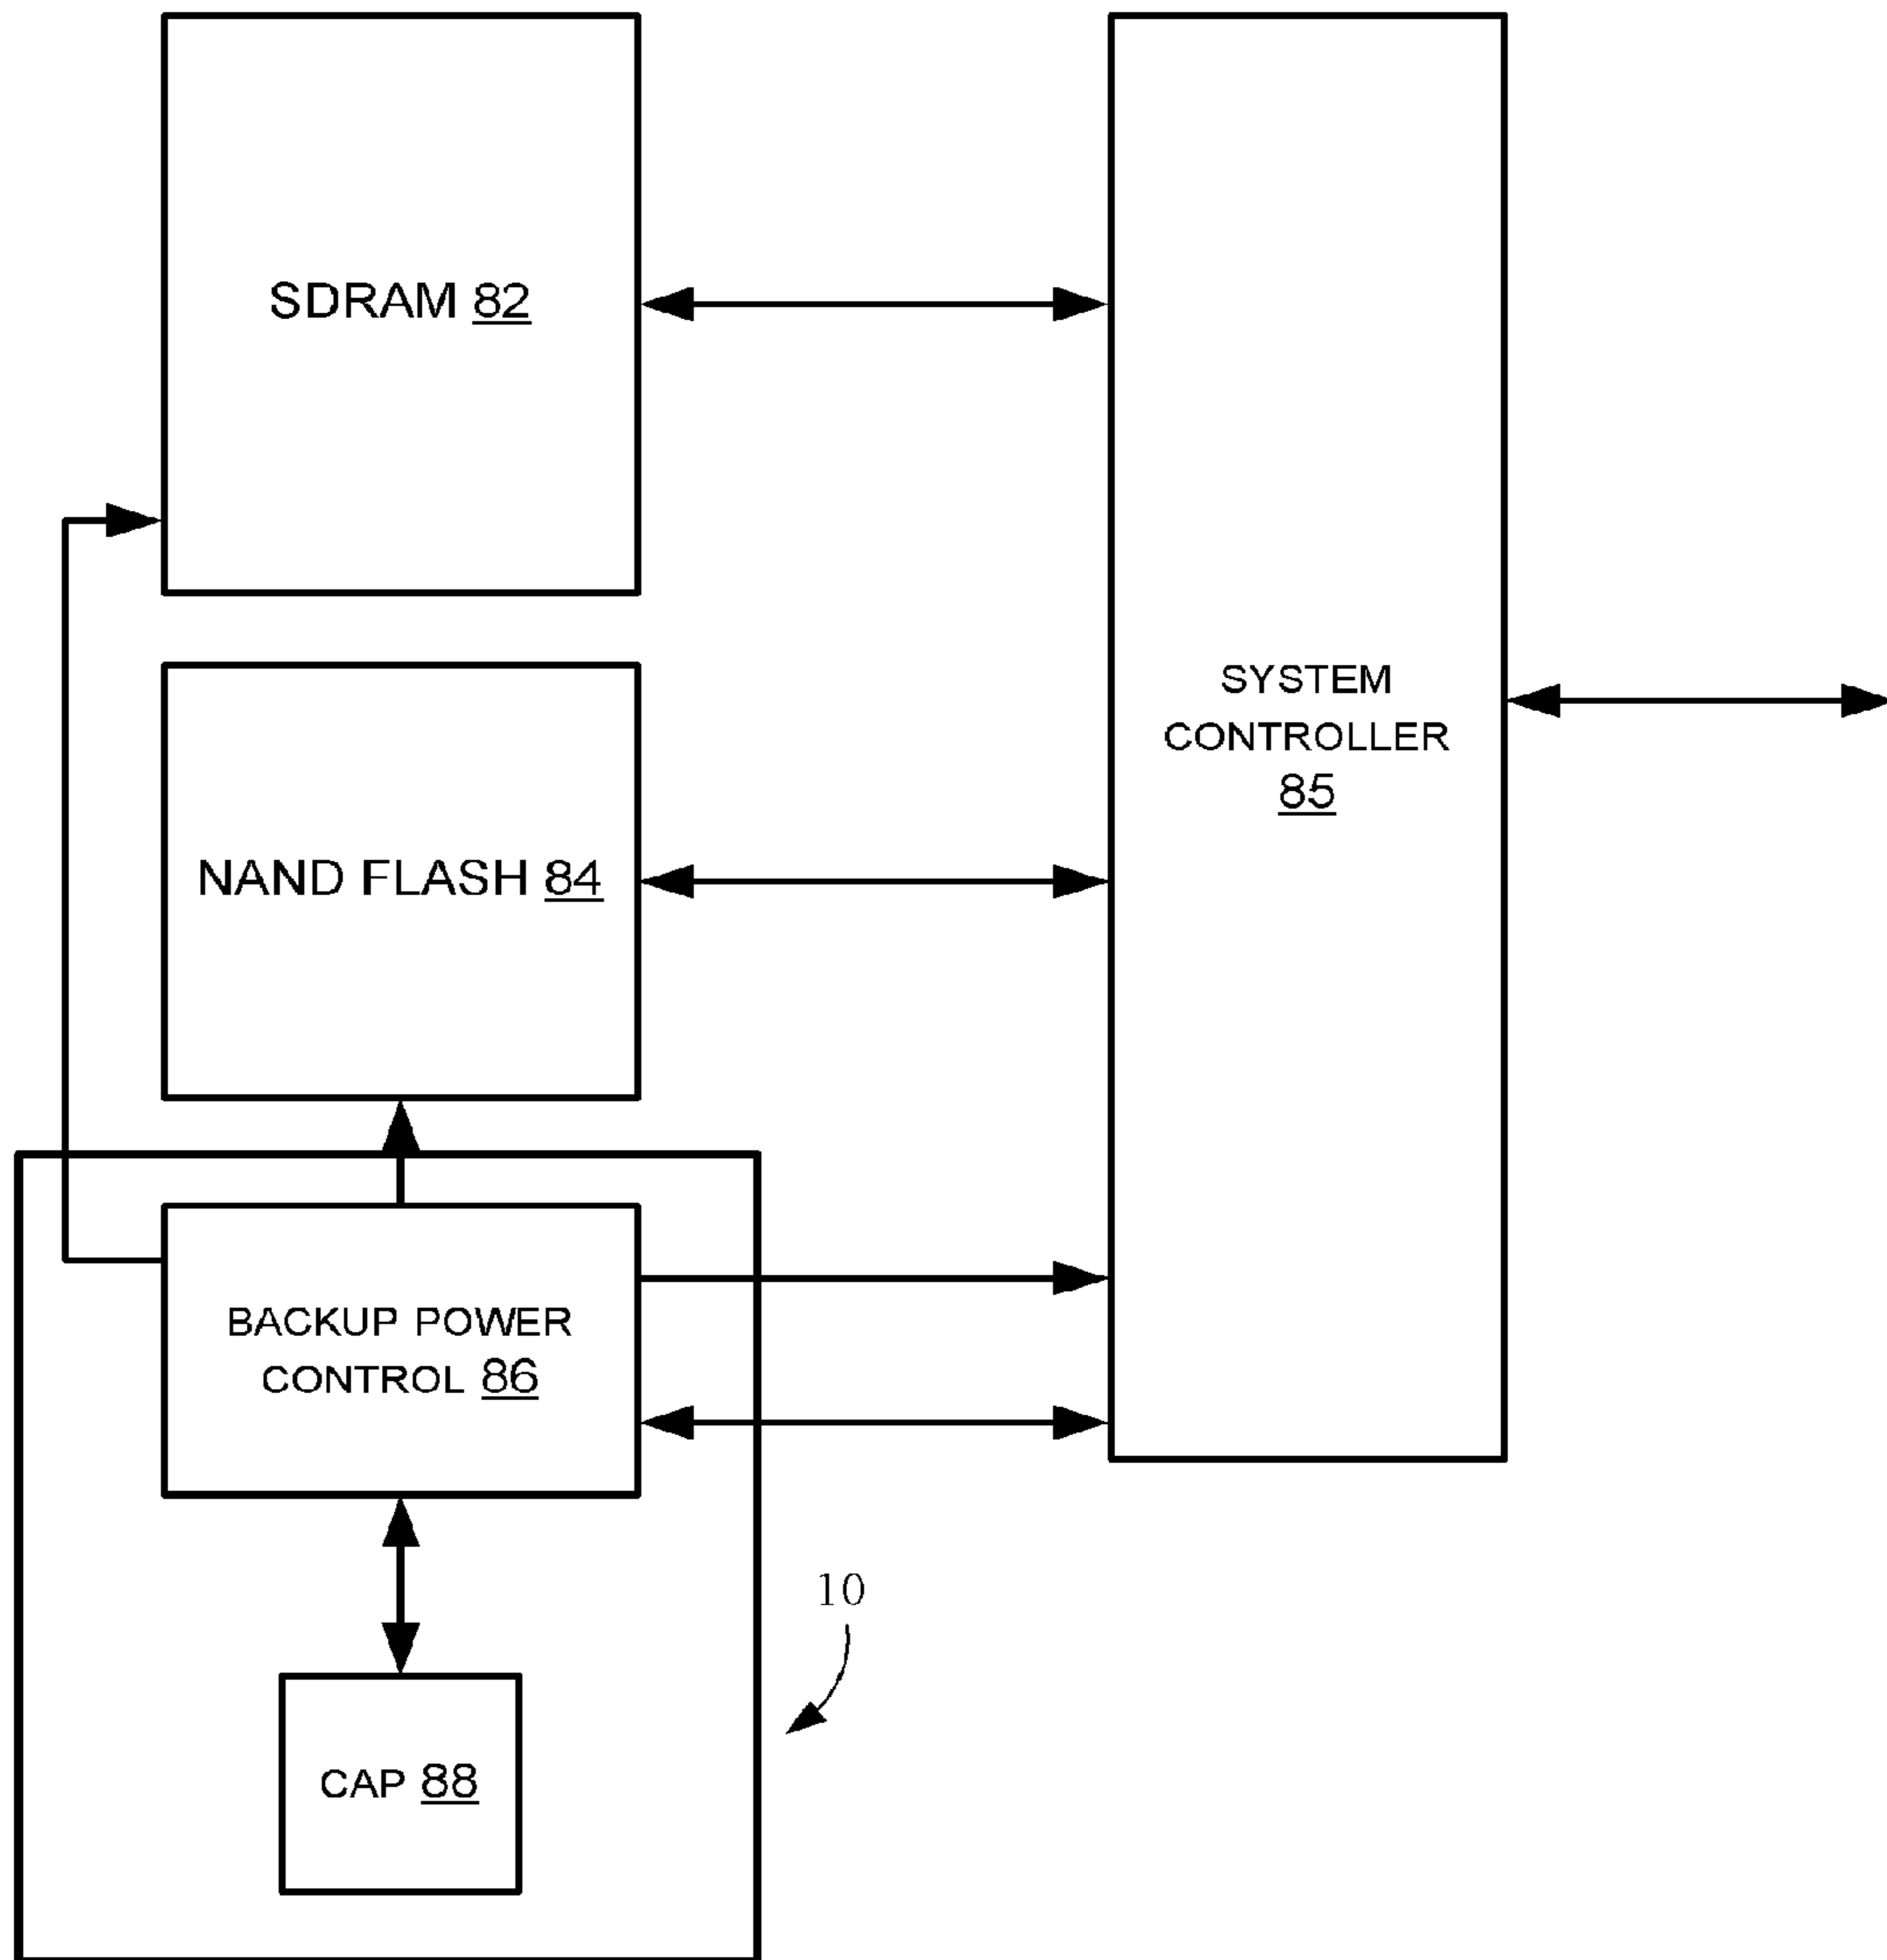 SDRAM 82
SYSTEM
CONTROLLER
85
NAND FLASH 84
BACKUP POWER
CONTROL 86
10
CAP 88